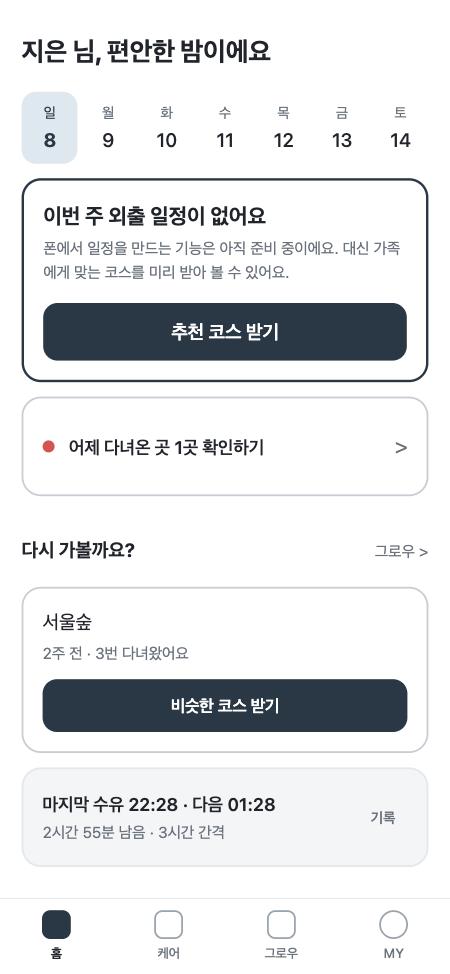 지은 님, 편안한 밤이에요
일 월 화 수 목 금 토
8 9 10 11 12 13 14
이번 주 외출 일정이 없어요
폰에서 일정을 만드는 기능은 아직 준비 중이에요. 대신 가족
에게 맞는 코스를 미리 받아 볼 수 있어요.
추천 코스 받기
어제 다녀온 곳 1곳 확인하기 >
다시 가볼까요? 그로우 >
서울숲
2주 전 · 3번 다녀왔어요
비슷한 코스 받기
마지막 수유 22:28 · 다음 01:28
2시간 55분 남음 · 3시간 간격
기록
홈 케어 그로우 MY